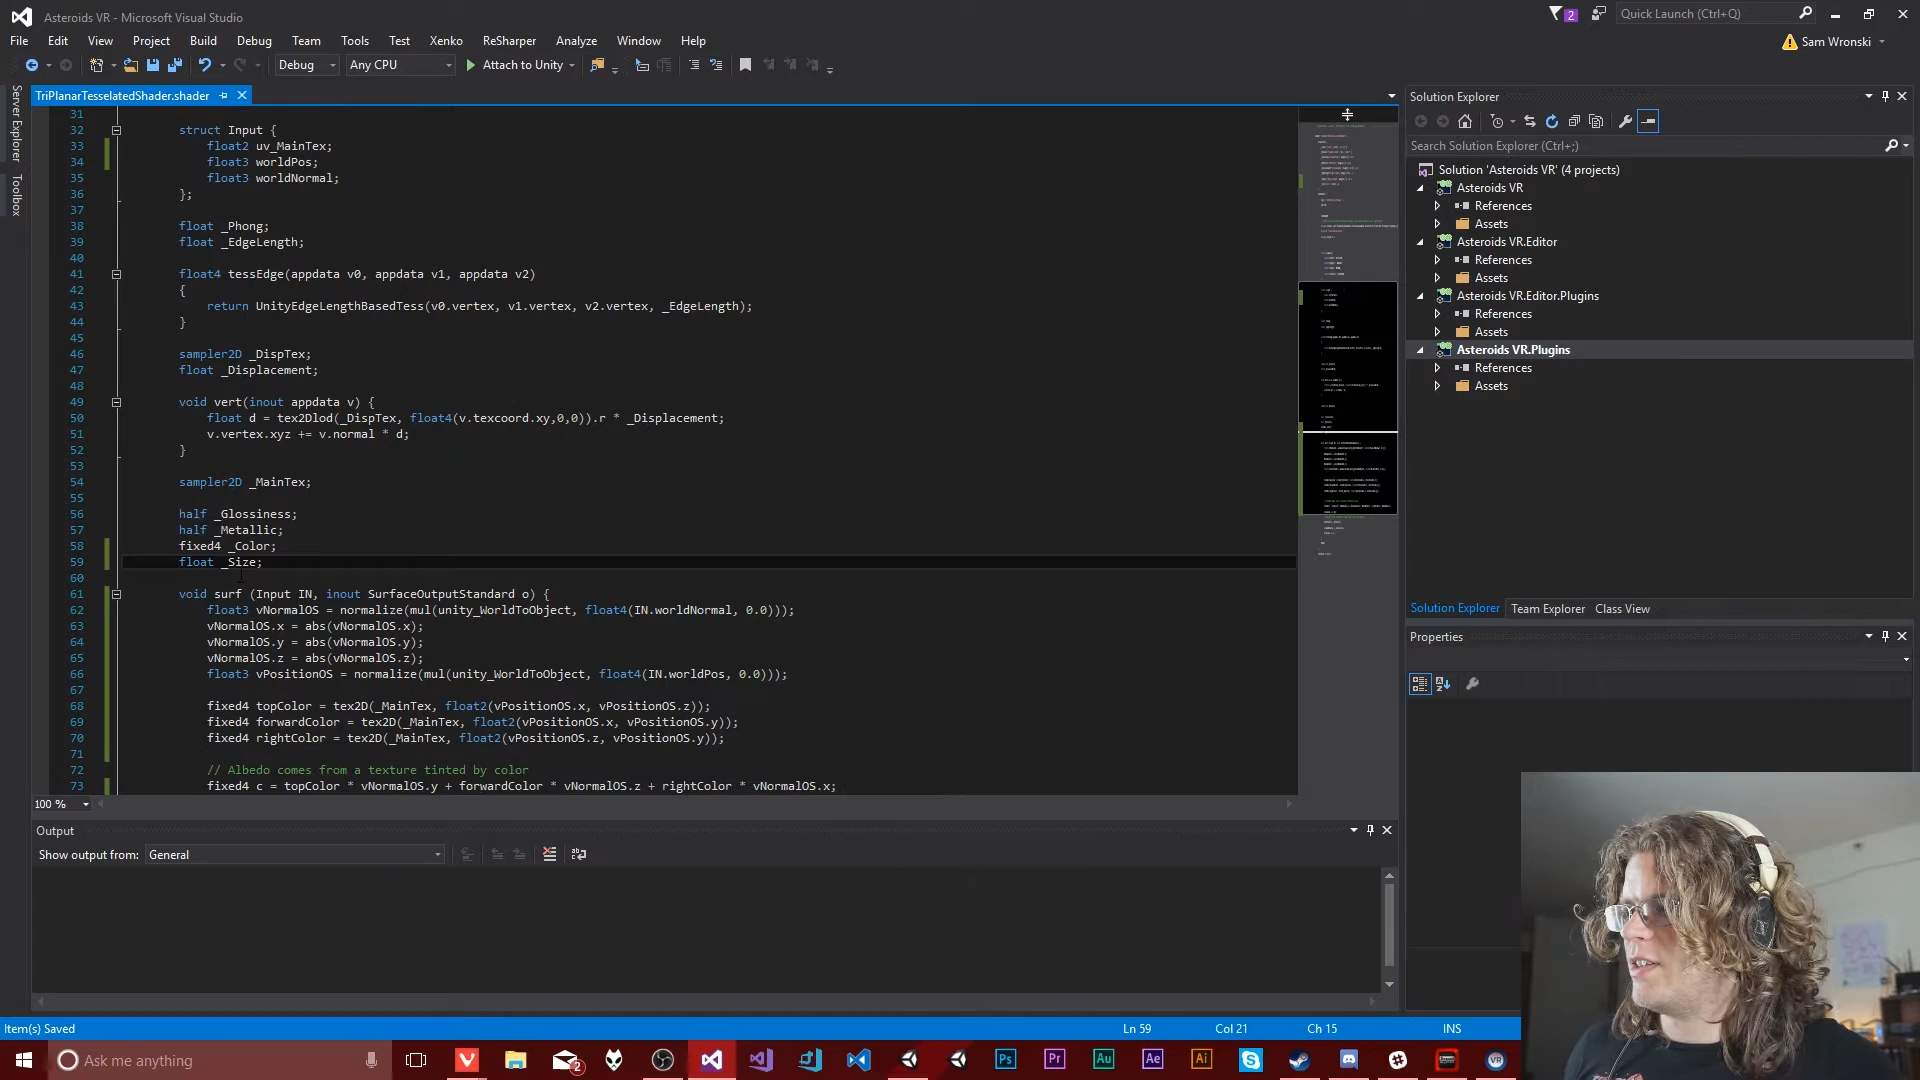 Asteroids VR - Microsoft Visual Studio
2
Quick Launch (Ctrl+Q)
File Edit View Project Build Debug Team Tools Test Xenko ReSharper Analyze Window Help
Sam Wronski
Debug Any CPU Attach to Unity
Server Explorer
Toolbox
TriPlanarTesselatedShader.shader
31
32 struct Input {
33 float2 uv_MainTex;
34 float3 worldPos;
35 float3 worldNormal;
36 };
37
38 float _Phong;
39 float _EdgeLength;
40
41 float4 tessEdge(appdata v0, appdata v1, appdata v2)
42 {
43 return UnityEdgeLengthBasedTess(v0.vertex, v1.vertex, v2.vertex, _EdgeLength);
44 }
45
46 sampler2D _DispTex;
47 float _Displacement;
48
49 void vert(inout appdata v) {
50 float d = tex2Dlod(_DispTex, float4(v.texcoord.xy,0,0)).r * _Displacement;
51 v.vertex.xyz += v.normal * d;
52 }
53
54 sampler2D _MainTex;
55
56 half _Glossiness;
57 half _Metallic;
58 fixed4 _Color;
59 float _Size;
60
61 void surf (Input IN, inout SurfaceOutputStandard o) {
62 float3 vNormalOS = normalize(mul(unity_WorldToObject, float4(IN.worldNormal, 0.0)));
63 vNormalOS.x = abs(vNormalOS.x);
64 vNormalOS.y = abs(vNormalOS.y);
65 vNormalOS.z = abs(vNormalOS.z);
66 float3 vPositionOS = normalize(mul(unity_WorldToObject, float4(IN.worldPos, 0.0)));
67
68 fixed4 topColor = tex2D(_MainTex, float2(vPositionOS.x, vPositionOS.z));
69 fixed4 forwardColor = tex2D(_MainTex, float2(vPositionOS.x, vPositionOS.y));
70 fixed4 rightColor = tex2D(_MainTex, float2(vPositionOS.z, vPositionOS.y));
71
72 // Albedo comes from a texture tinted by color
73 fixed4 c = topColor * vNormalOS.y + forwardColor * vNormalOS.z + rightColor * vNormalOS.x;
100 %
Output
Show output from: General
Item(s) Saved Ln 59 Col 21 Ch 15 INS
Solution Explorer
Search Solution Explorer (Ctrl+;)
Solution 'Asteroids VR' (4 projects)
Asteroids VR
References
Assets
Asteroids VR.Editor
References
Assets
Asteroids VR.Editor.Plugins
References
Assets
Asteroids VR.Plugins
References
Assets
Solution Explorer Team Explorer Class View
Properties
Ask me anything
2
Ps Pr Au Ae Ai
VR